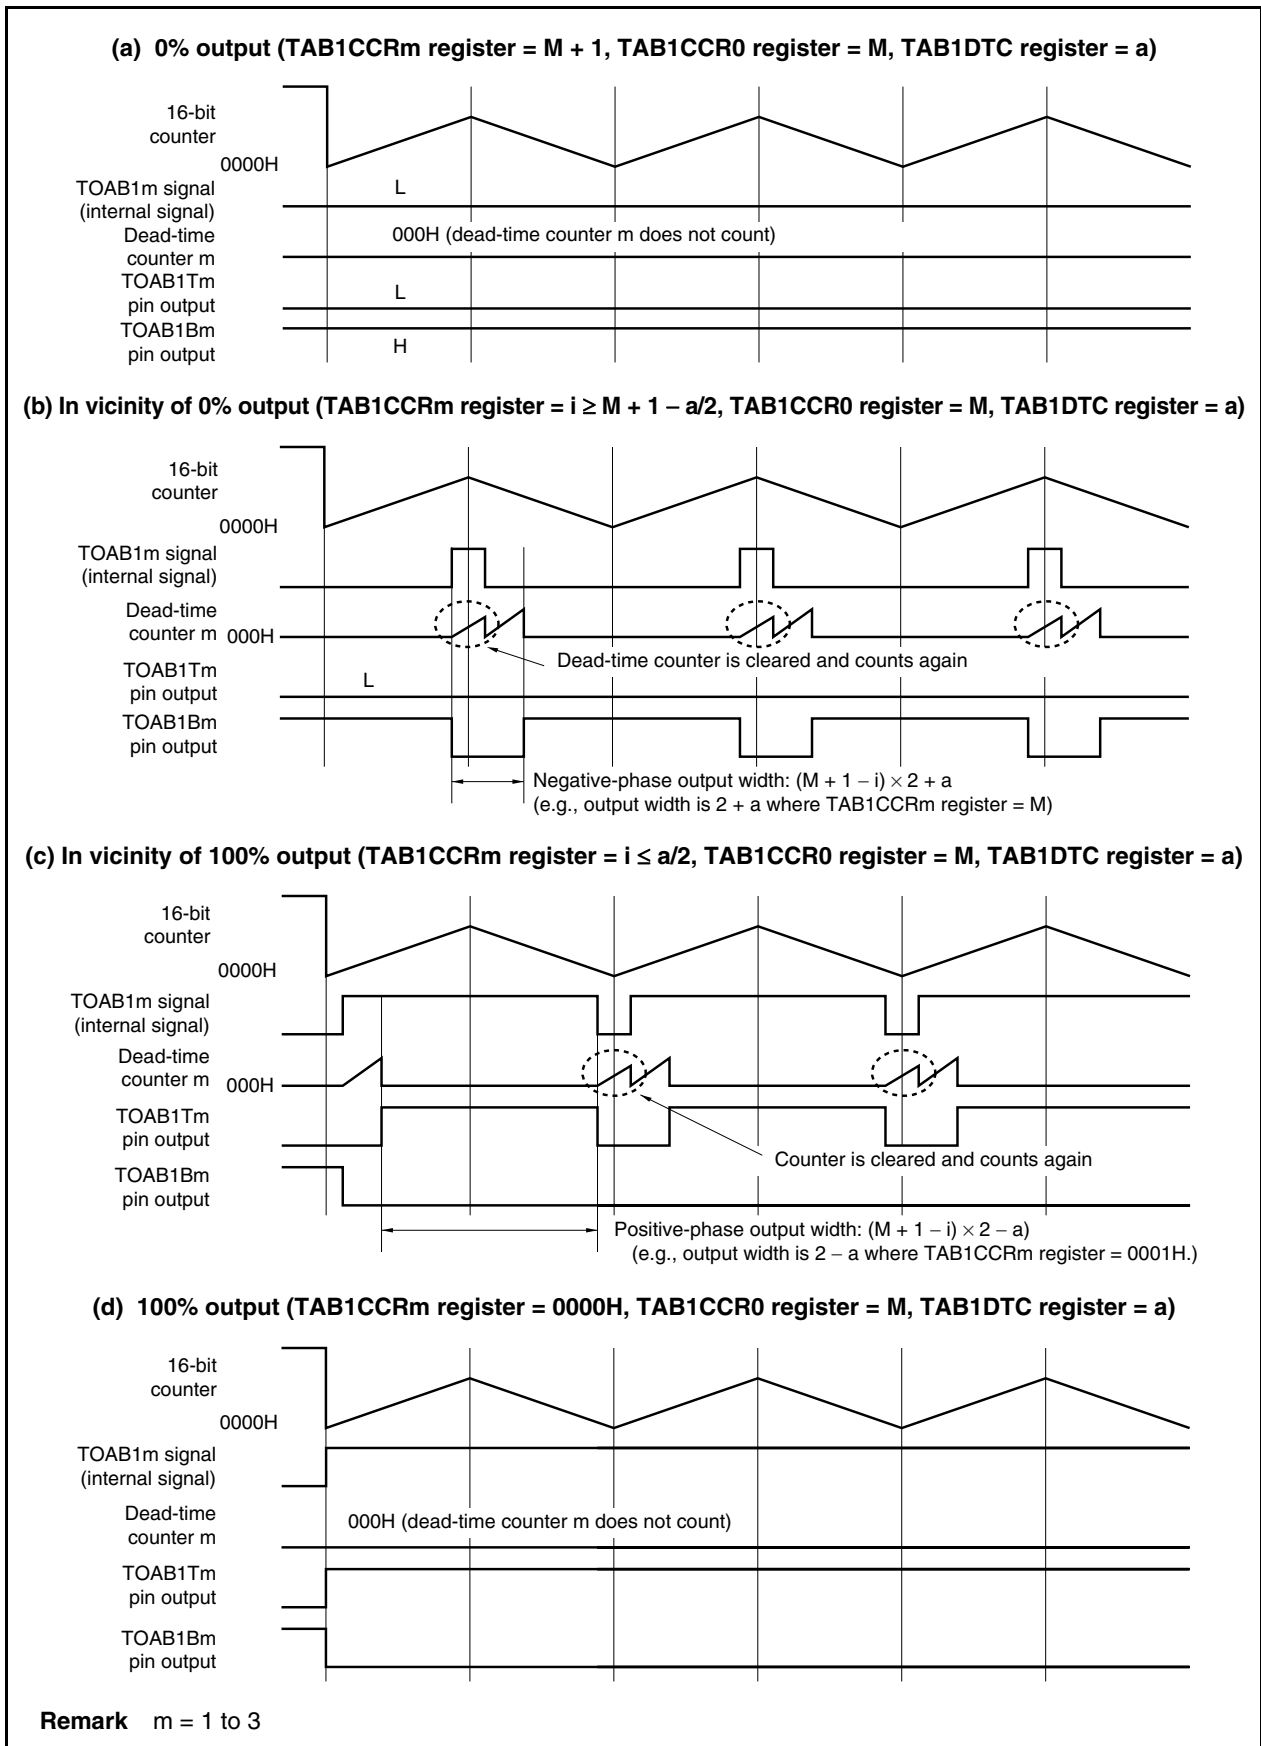 (a) 0% output (TAB1CCRm register = M + 1, TAB1CCR0 register = M, TAB1DTC register = a)
16-bit
counter
0000H
TOAB1m signal
(internal signal)
L
Dead-time
counter m
000H (dead-time counter m does not count)
TOAB1Tm
pin output
L
TOAB1Bm
pin output
H
(b) In vicinity of 0% output (TAB1CCRm register = i ≥ M + 1 − a/2, TAB1CCR0 register = M, TAB1DTC register = a)
16-bit
counter
0000H
TOAB1m signal
(internal signal)
Dead-time
counter m
000H
Dead-time counter is cleared and counts again
TOAB1Tm
pin output
L
TOAB1Bm
pin output
Negative-phase output width: (M + 1 − i) × 2 + a
(e.g., output width is 2 + a where TAB1CCRm register = M)
(c) In vicinity of 100% output (TAB1CCRm register = i ≤ a/2, TAB1CCR0 register = M, TAB1DTC register = a)
16-bit
counter
0000H
TOAB1m signal
(internal signal)
Dead-time
counter m
000H
TOAB1Tm
pin output
Counter is cleared and counts again
TOAB1Bm
pin output
Positive-phase output width: (M + 1 − i) × 2 − a)
(e.g., output width is 2 − a where TAB1CCRm register = 0001H.)
(d) 100% output (TAB1CCRm register = 0000H, TAB1CCR0 register = M, TAB1DTC register = a)
16-bit
counter
0000H
TOAB1m signal
(internal signal)
Dead-time
counter m
000H (dead-time counter m does not count)
TOAB1Tm
pin output
TOAB1Bm
pin output
Remark m = 1 to 3